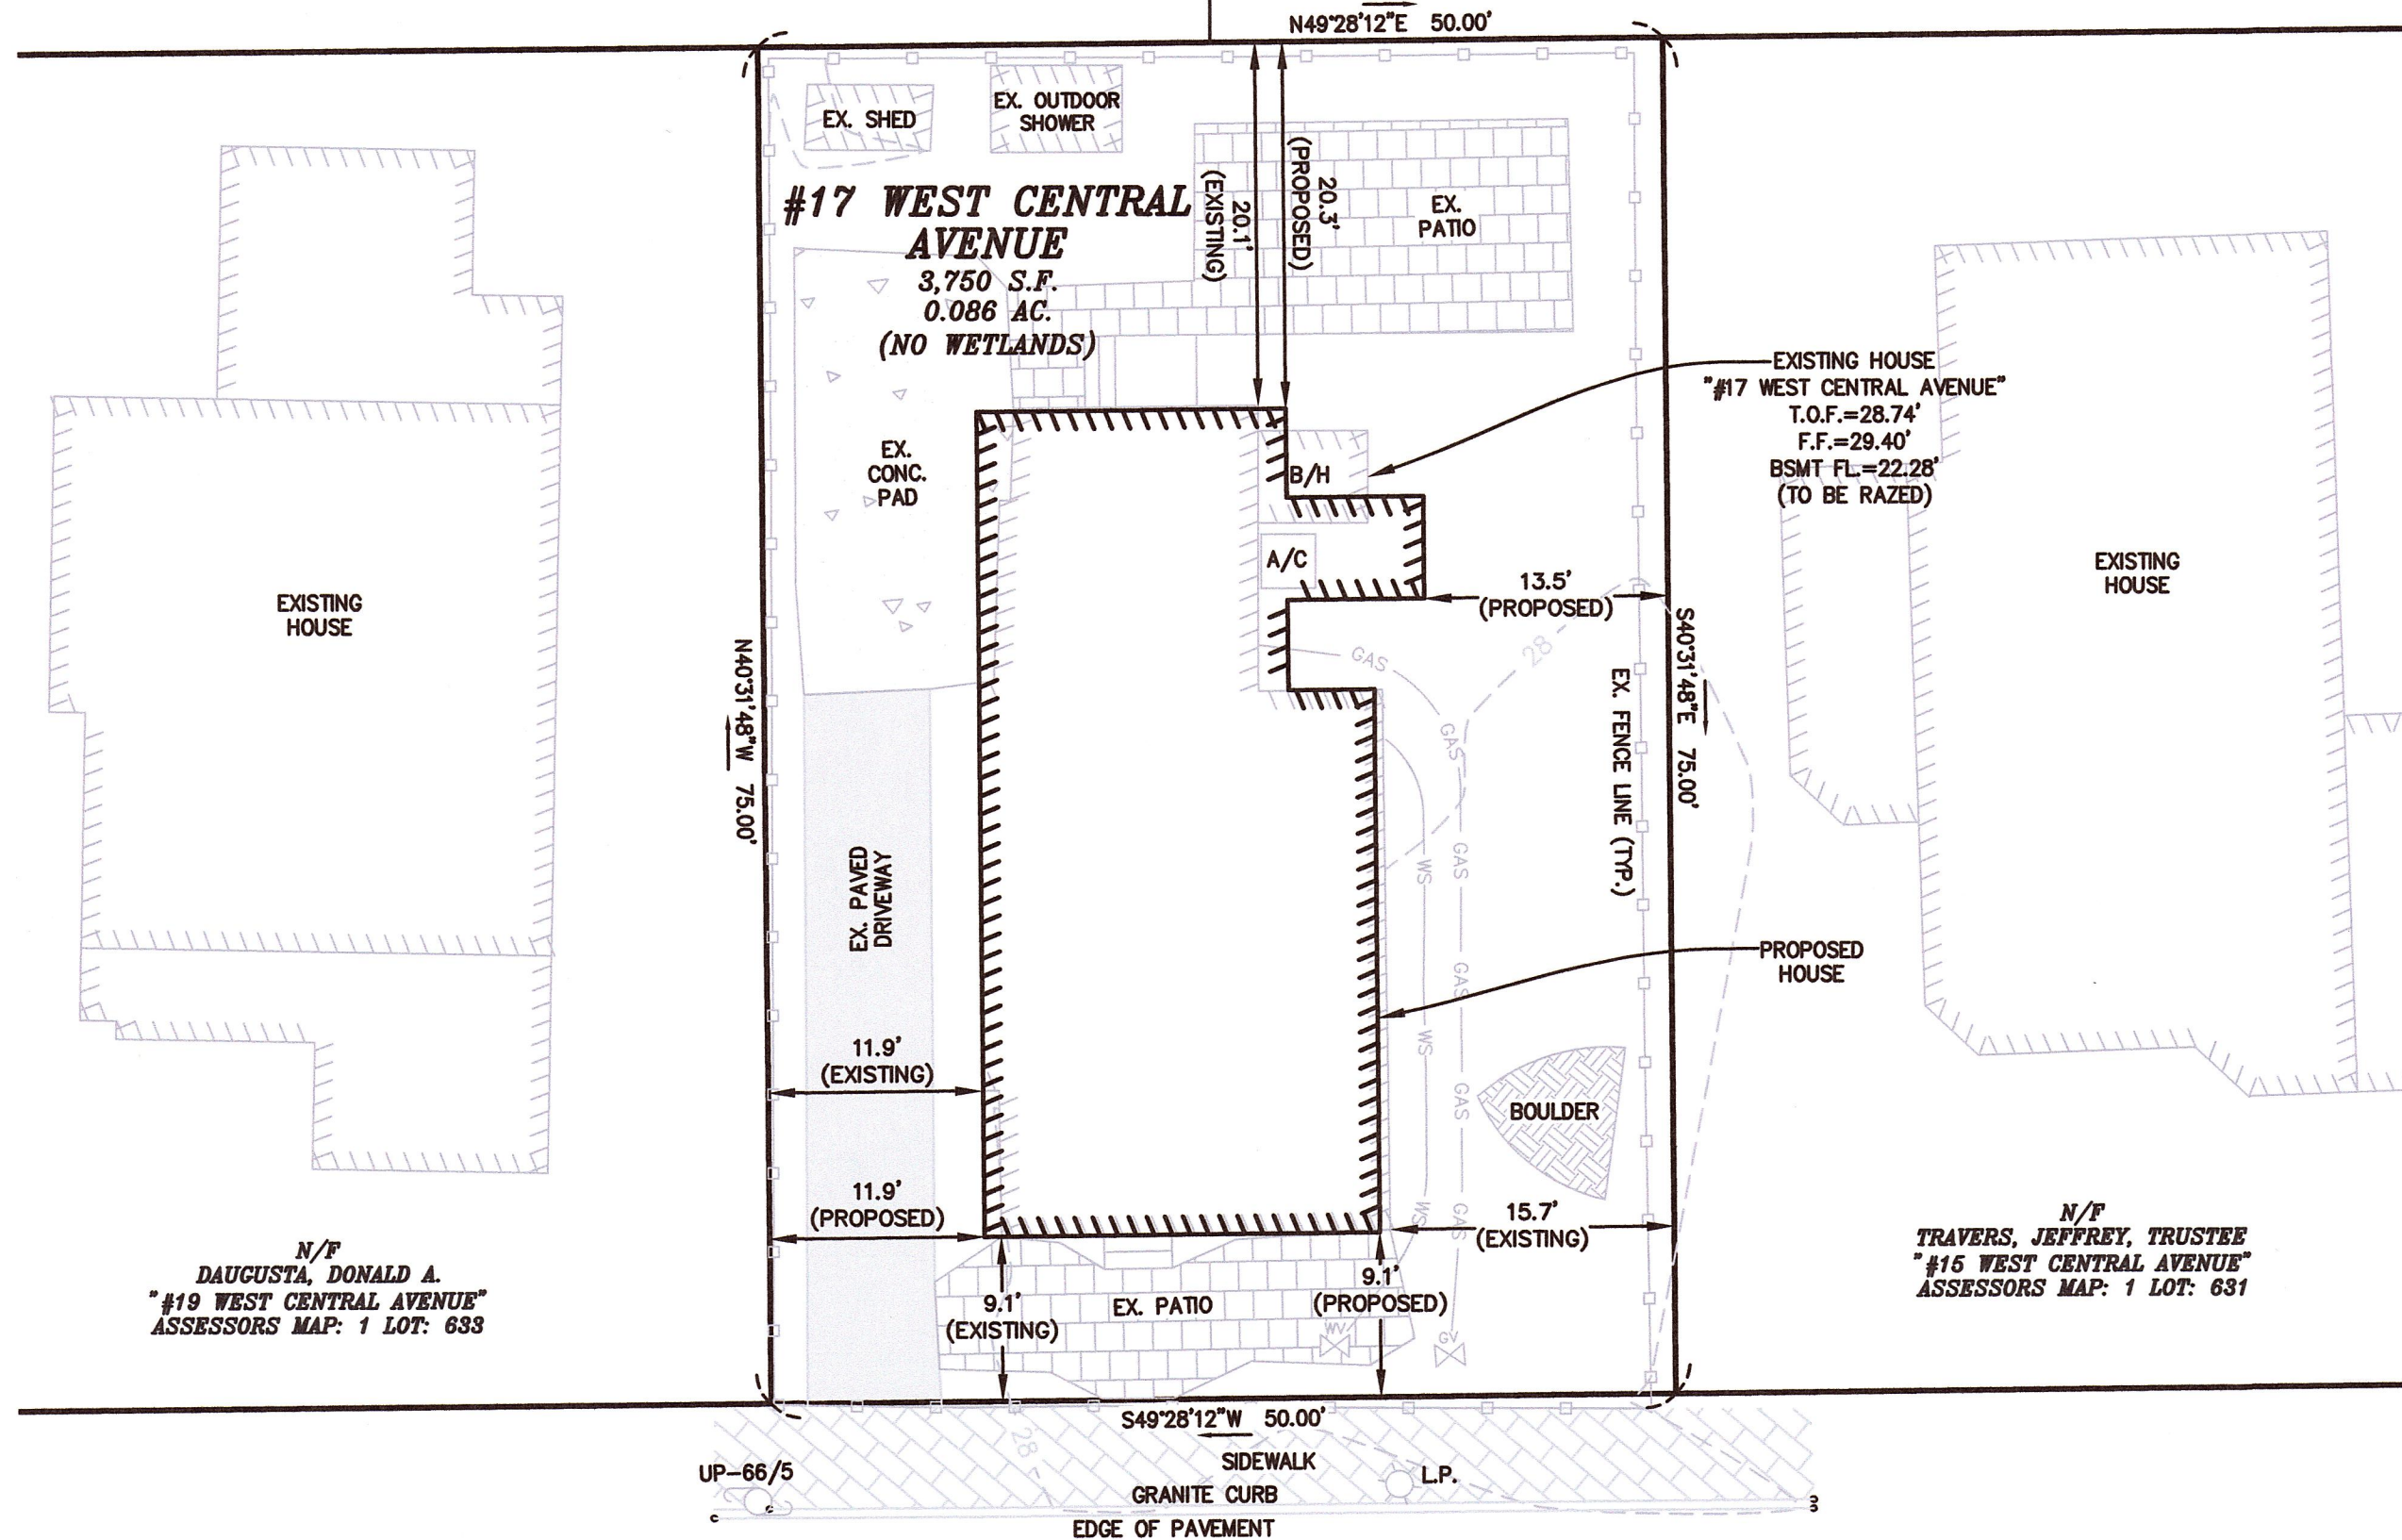 N49°28'12"E 50.00'
EX. SHED
EX. OUTDOOR
SHOWER
#17 WEST CENTRAL
AVENUE
3,750 S.F.
0.086 AC.
(NO WETLANDS)
20.1'
(EXISTING)
20.3'
(PROPOSED)
EX.
PATIO
EXISTING HOUSE
"#17 WEST CENTRAL AVENUE"
T.O.F.=28.74'
F.F.=29.40'
BSMT FL.=22.28'
(TO BE RAZED)
EX.
CONC.
PAD
B/H
A/C
EXISTING
HOUSE
EXISTING
HOUSE
13.5'
(PROPOSED)
28
GAS
GAS
N40°31'48"W 75.00'
S40°31'48"E 75.00'
EX. FENCE LINE (TYP.)
EX. PAVED
DRIVEWAY
WS
GAS
PROPOSED
HOUSE
GAS
WS
11.9'
(EXISTING)
GAS
BOULDER
11.9'
(PROPOSED)
WS
GAS
15.7'
(EXISTING)
N/F
DAUGUSTA, DONALD A.
"#19 WEST CENTRAL AVENUE"
ASSESSORS MAP: 1 LOT: 633
N/F
TRAVERS, JEFFREY, TRUSTEE
"#15 WEST CENTRAL AVENUE"
ASSESSORS MAP: 1 LOT: 631
9.1'
(EXISTING)
EX. PATIO
9.1'
(PROPOSED)
WV
GV
S49°28'12"W 50.00'
28
SIDEWALK
UP-66/5
L.P.
GRANITE CURB
EDGE OF PAVEMENT